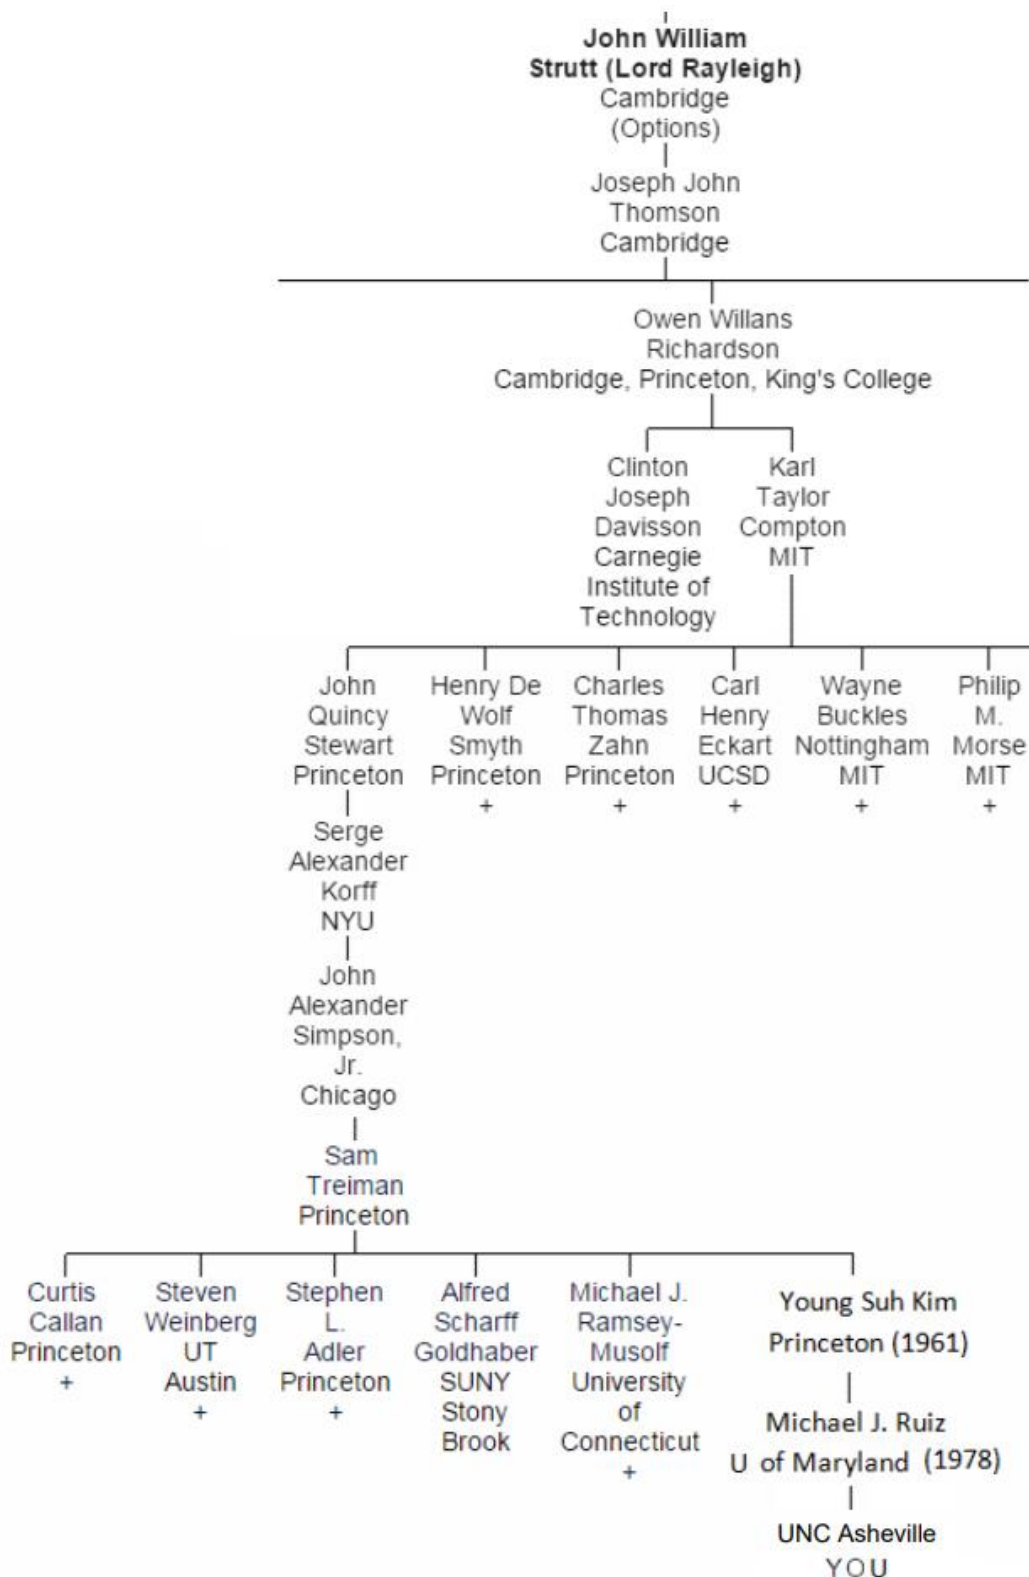 John William
Strutt (Lord Rayleigh)
Cambridge
(Options)
Joseph John
Thomson
Cambridge
Owen Willans
Richardson
Cambridge, Princeton, King's College
Clinton
Joseph
Davisson
Carnegie
Institute of
Technology
Karl
Taylor
Compton
MIT
John
Quincy
Stewart
Princeton
Henry De
Wolf
Smyth
Princeton
+
Charles
Thomas
Zahn
Princeton
+
Carl
Henry
Eckart
UCSD
+
Wayne
Buckles
Nottingham
MIT
+
Philip
M.
Morse
MIT
+
Serge
Alexander
Korff
NYU
John
Alexander
Simpson,
Jr.
Chicago
Sam
Treiman
Princeton
Curtis
Callan
Princeton
+
Steven
Weinberg
UT
Austin
+
Stephen
L.
Adler
Princeton
+
Alfred
Scharff
Goldhaber
SUNY
Stony
Brook
Michael J.
Ramsey-
Musolf
University
of
Connecticut
+
Young Suh Kim
Princeton (1961)
Michael J. Ruiz
U of Maryland (1978)
UNC Asheville
YOU